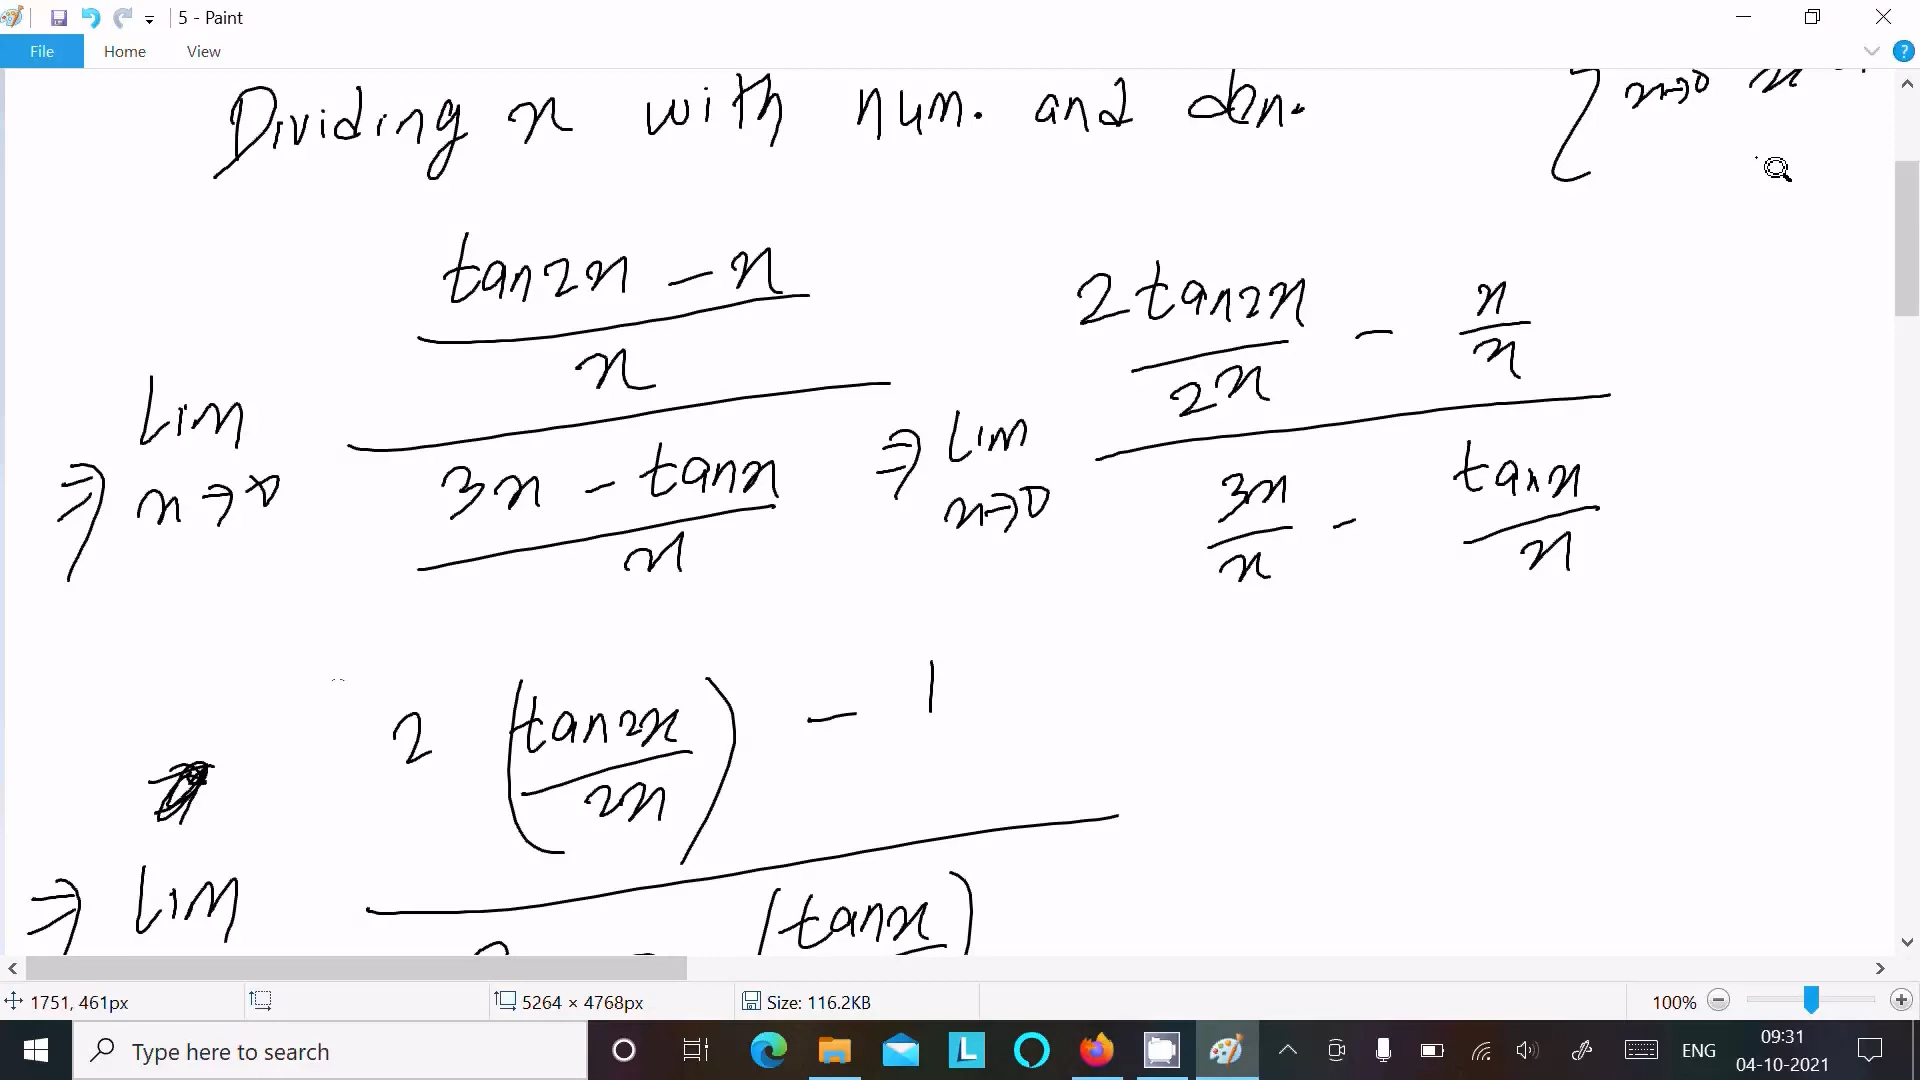 5 - Paint
File Home View
Dividing x with num. and den.
x→0 x
tan2x - x
x
2tan2x - x
2x x
Lim
x→0
3x - tanx
x
⇒ Lim
x→0
3x - tanx
x x
2 (tan2x) - 1
2x
⇒ Lim
(tanx)
1751, 461px 5264 × 4768px Size: 116.2KB 100%
Type here to search ENG 09:31
04-10-2021